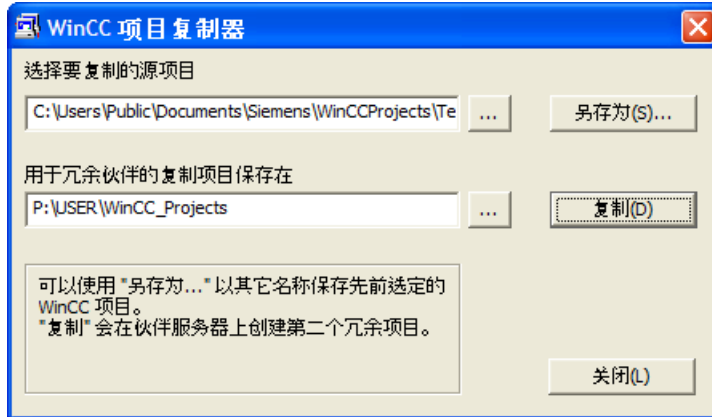 WinCC 项目复制器
选择要复制的源项目
C:\Users\Public\Documents\Siemens\WinCCProjects\Te
...
另存为(S)...
用于冗余伙伴的复制项目保存在
P:\USER\WinCC_Projects
...
复制(D)
可以使用 "另存为..." 以其它名称保存先前选定的
WinCC 项目。
"复制" 会在伙伴服务器上创建第二个冗余项目。
关闭(L)